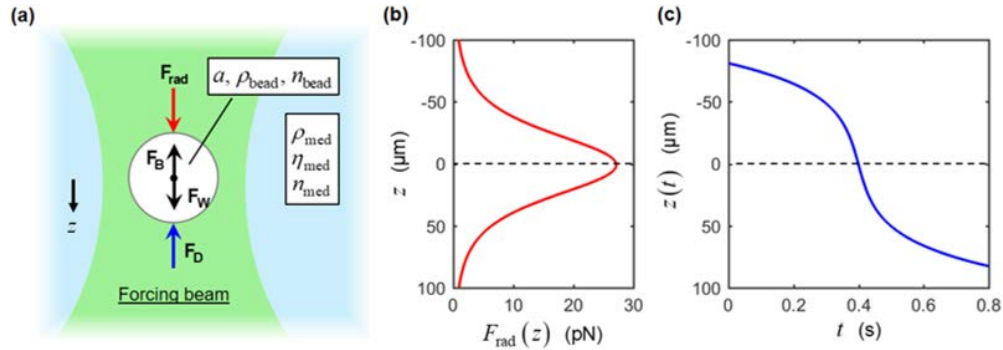 (a)
F_rad
a, ρ_bead, n_bead
F_B
ρ_med
η_med
n_med
F_W
z
F_D
Forcing beam
(b)
-100
-50
0
50
100
z (μm)
0 10 20 30
F_rad(z) (pN)
(c)
-100
-50
0
50
100
z(t) (μm)
0 0.2 0.4 0.6 0.8
t (s)